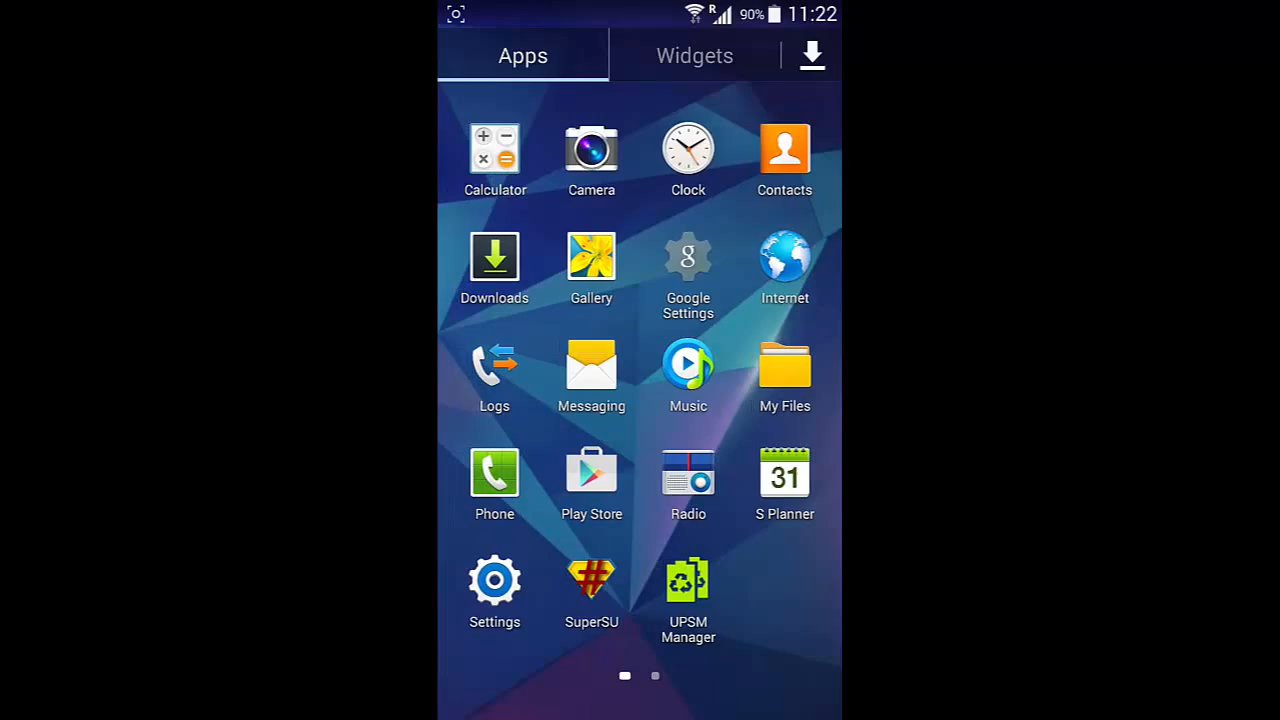 R 90% 11:22
Apps Widgets
Calculator Camera Clock Contacts
Downloads Gallery Google Settings Internet
Logs Messaging Music My Files
31
Phone Play Store Radio S Planner
Settings SuperSU UPSM Manager